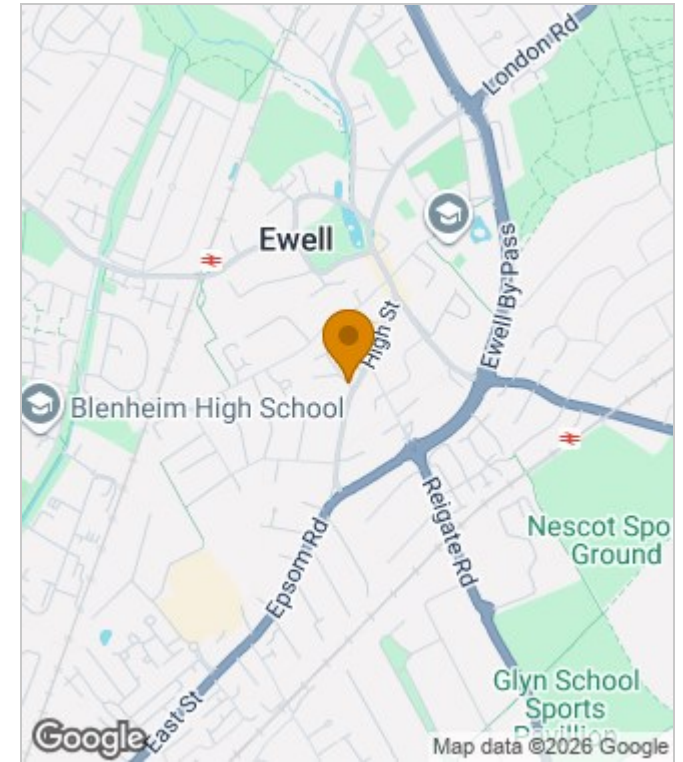 London Rd
Ewell
Ewell By Pass
High St
Blenheim High School
Reigate Rd
Nescot Spo
Ground
Epsom Rd
Glyn School
Sports
Pavillion
East St
Google
Map data ©2026 Google